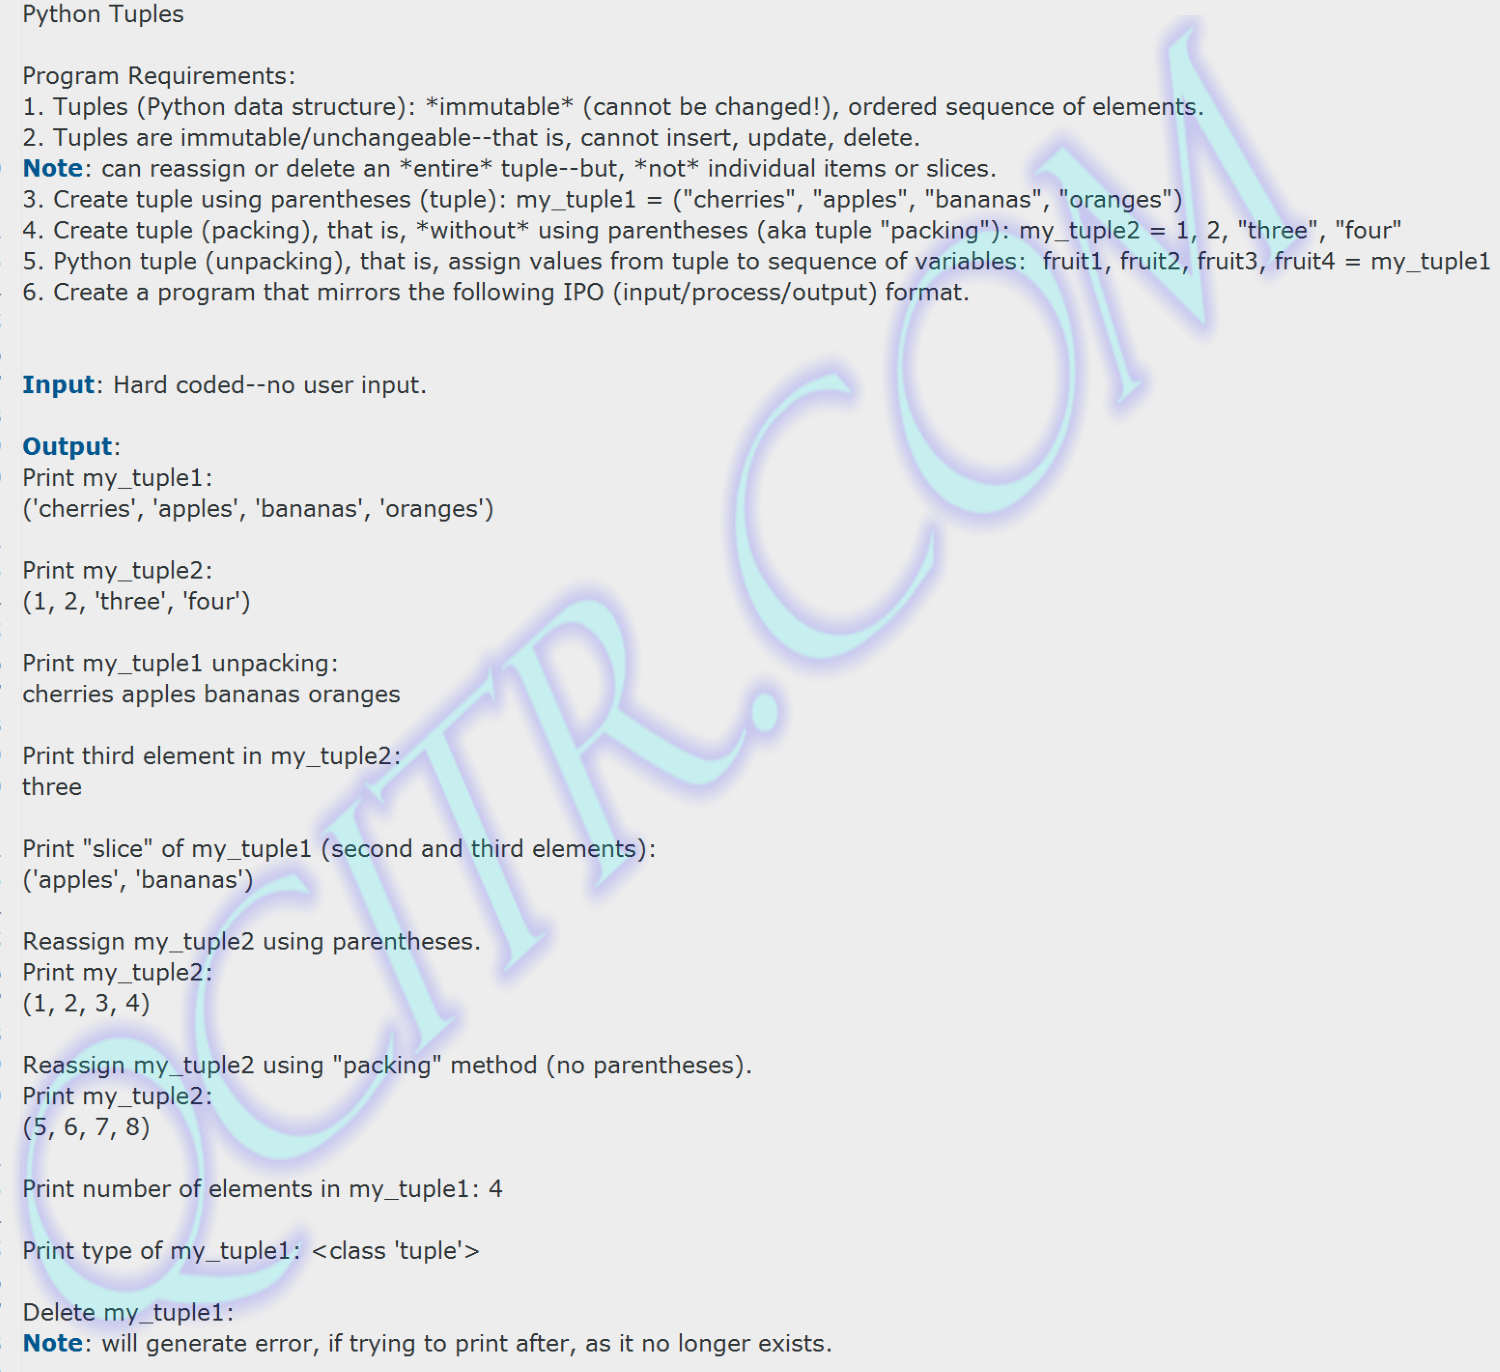 Python Tuples
Program Requirements:
1. Tuples (Python data structure): *immutable* (cannot be changed!), ordered sequence of elements.
2. Tuples are immutable/unchangeable--that is, cannot insert, update, delete.
Note: can reassign or delete an *entire* tuple--but, *not* individual items or slices.
3. Create tuple using parentheses (tuple): my_tuple1 = ("cherries", "apples", "bananas", "oranges")
4. Create tuple (packing), that is, *without* using parentheses (aka tuple "packing"): my_tuple2 = 1, 2, "three", "four"
5. Python tuple (unpacking), that is, assign values from tuple to sequence of variables:  fruit1, fruit2, fruit3, fruit4 = my_tuple1
6. Create a program that mirrors the following IPO (input/process/output) format.
Input: Hard coded--no user input.
Output:
Print my_tuple1:
('cherries', 'apples', 'bananas', 'oranges')
Print my_tuple2:
(1, 2, 'three', 'four')
Print my_tuple1 unpacking:
cherries apples bananas oranges
Print third element in my_tuple2:
three
Print "slice" of my_tuple1 (second and third elements):
('apples', 'bananas')
Reassign my_tuple2 using parentheses.
Print my_tuple2:
(1, 2, 3, 4)
Reassign my_tuple2 using "packing" method (no parentheses).
Print my_tuple2:
(5, 6, 7, 8)
Print number of elements in my_tuple1: 4
Print type of my_tuple1: <class 'tuple'>
Delete my_tuple1:
Note: will generate error, if trying to print after, as it no longer exists.
QCITR.COM